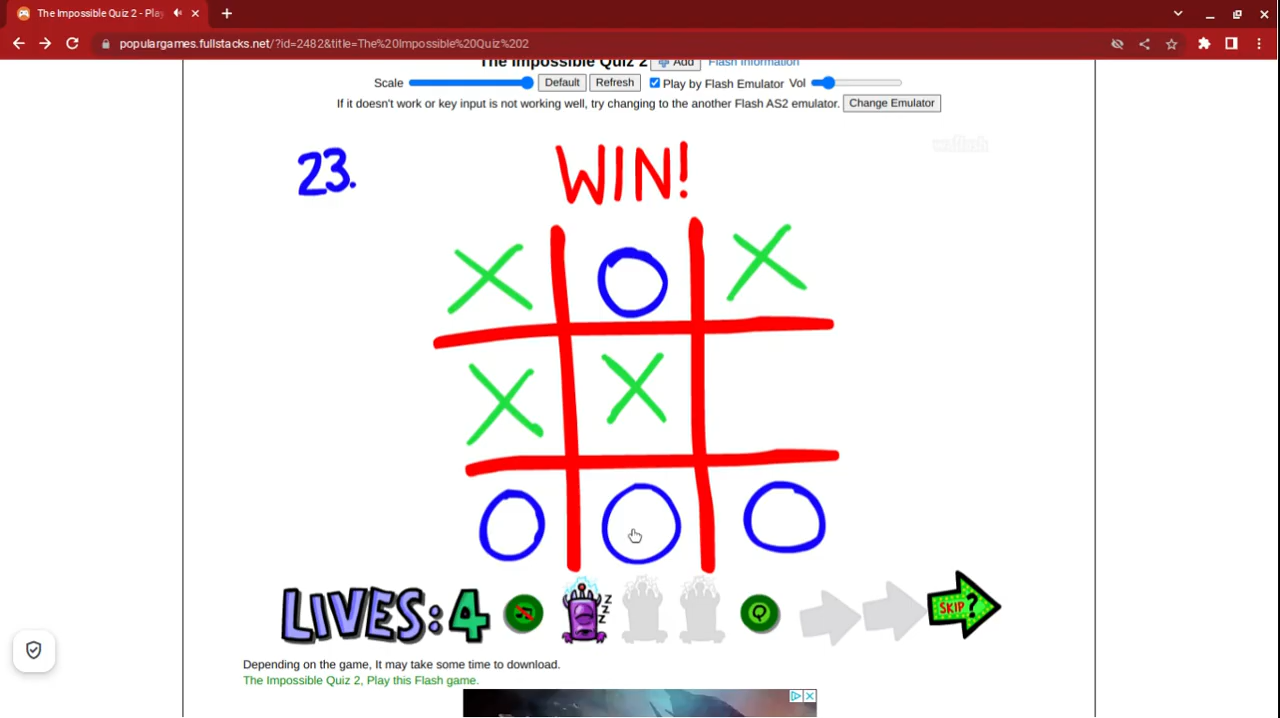 The Impossible Quiz 2 - Pla
populargames.fullstacks.net/?id=2482&title=The%20Impossible%20Quiz%202
The Impossible Quiz 2 Add Flash Information
Scale Default Refresh Play by Flash Emulator Vol
If it doesn't work or key input is not working well, try changing to the another Flash AS2 emulator. Change Emulator
23. WIN!
X O X
X X
O O O
LIVES:4 z z z SKIP?
Depending on the game, It may take some time to download.
The Impossible Quiz 2, Play this Flash game.